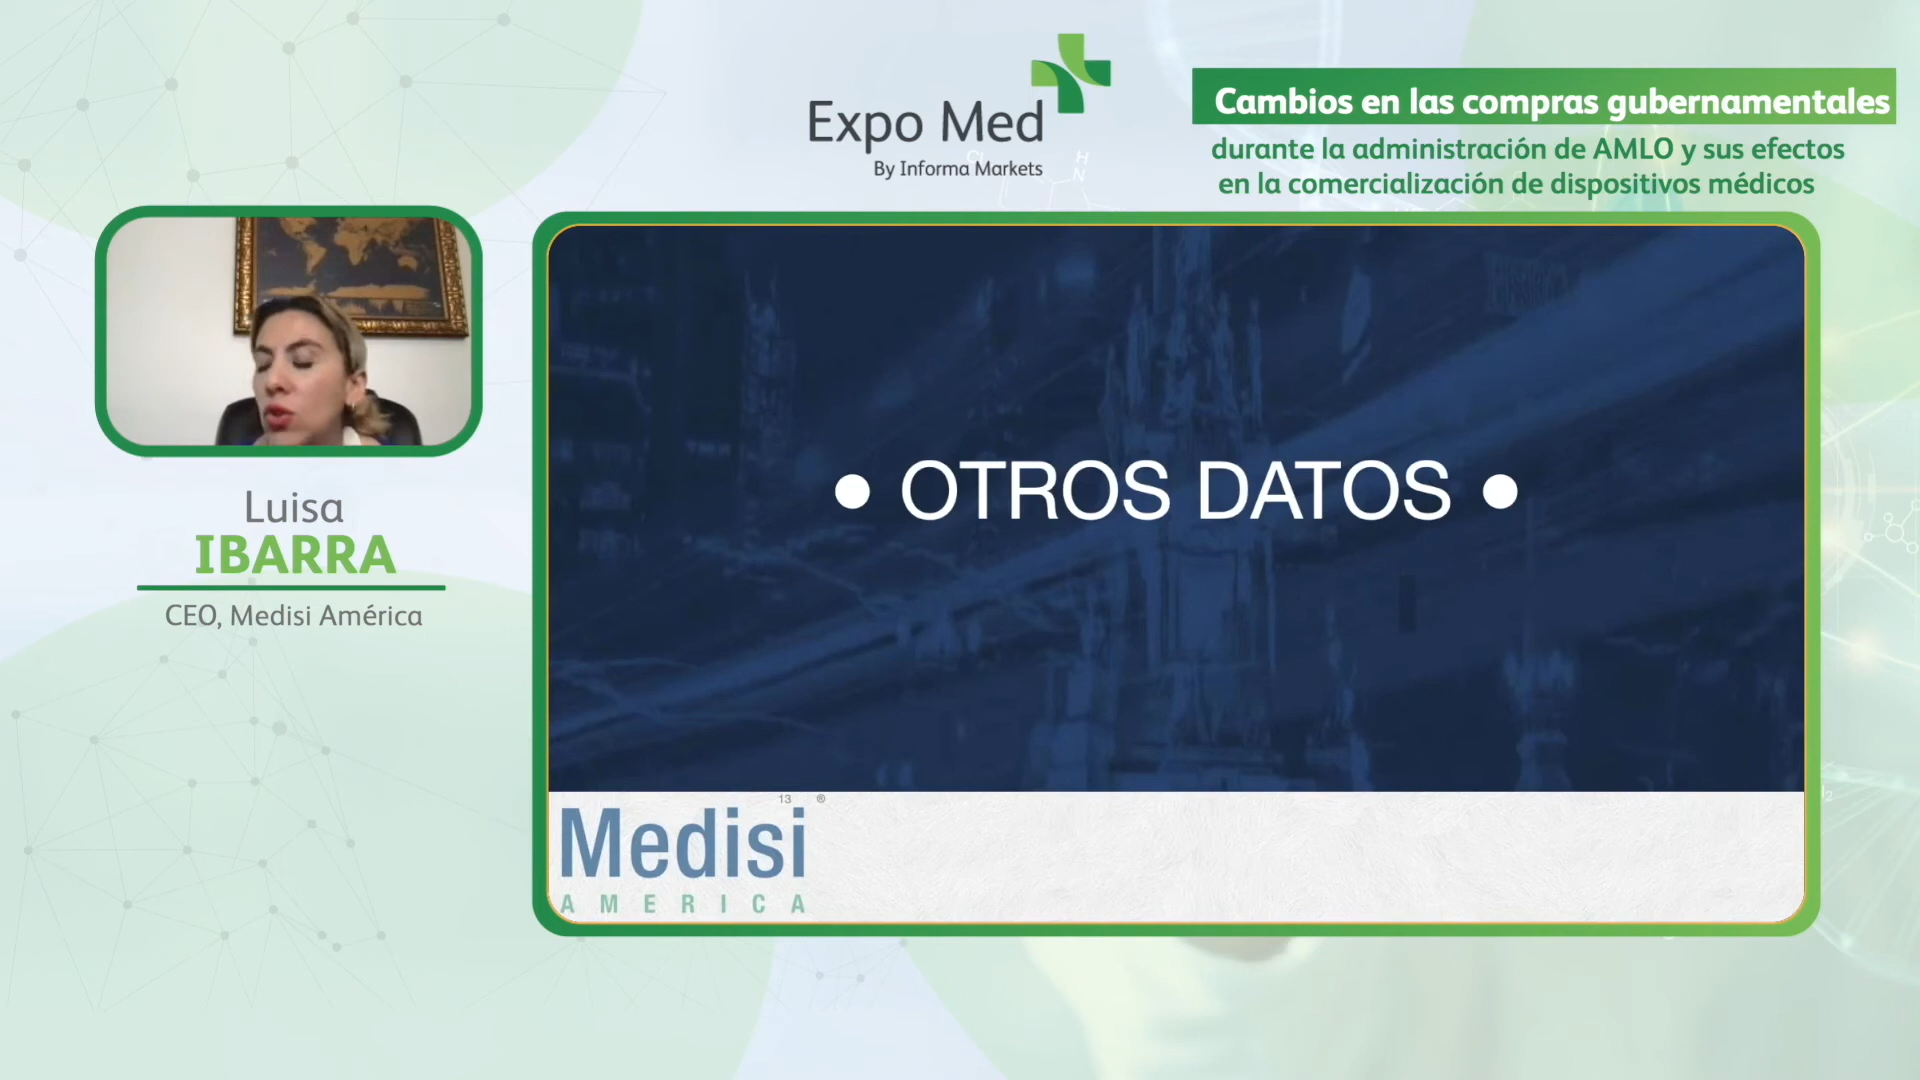 Expo Med
By Informa Markets
Cambios en las compras gubernamentales
durante la administración de AMLO y sus efectos
en la comercialización de dispositivos médicos
Luisa
IBARRA
CEO, Medisi América
• OTROS DATOS •
13 ®
Medisi
AMERICA